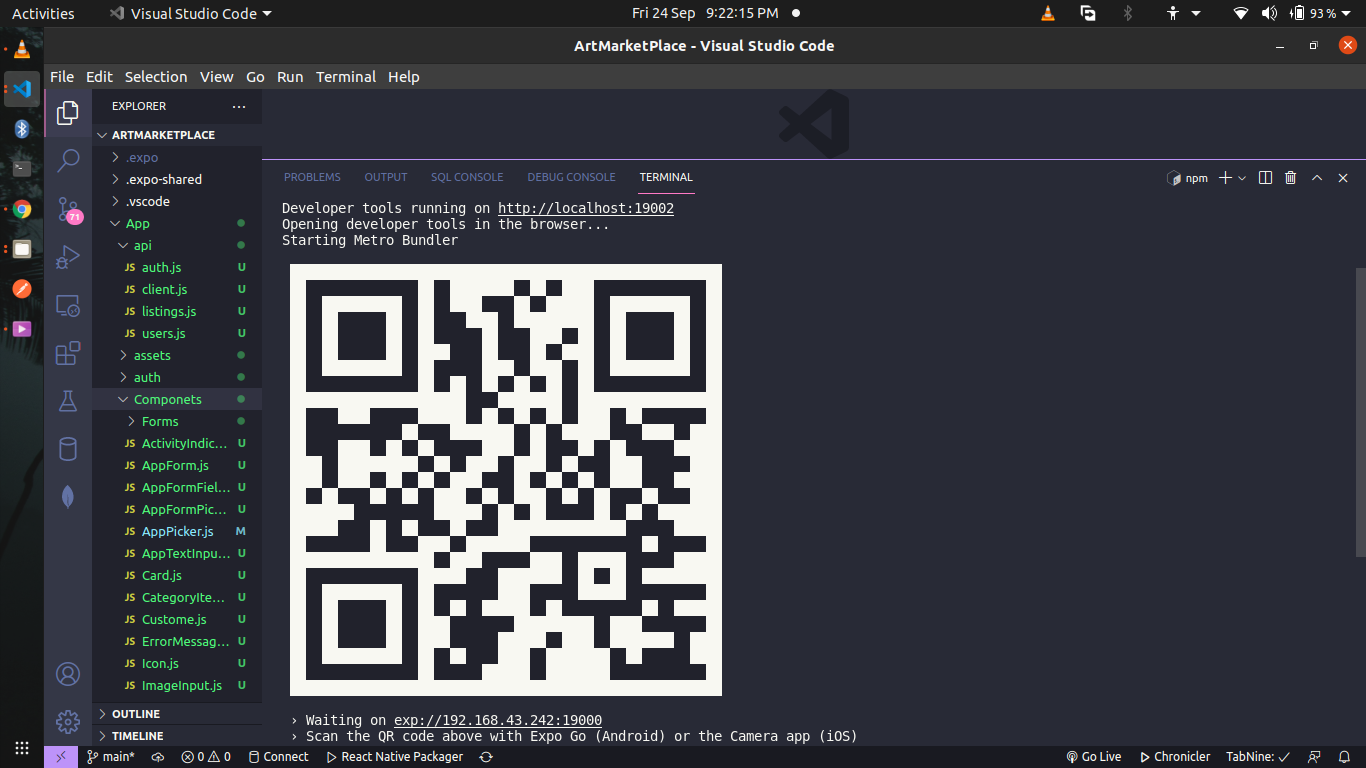 Activities
Visual Studio Code
Fri 24 Sep 9:22:15 PM
93 %
ArtMarketPlace - Visual Studio Code
File Edit Selection View Go Run Terminal Help
EXPLORER
ARTMARKETPLACE
.expo
.expo-shared
.vscode
App
api
JS auth.js U
JS client.js U
JS listings.js U
JS users.js U
assets
auth
Componets
Forms
JS ActivityIndic... U
JS AppForm.js U
JS AppFormFiel... U
JS AppFormPic... U
JS AppPicker.js M
JS AppTextInpu... U
JS Card.js U
JS CategoryIte... U
JS Custome.js U
JS ErrorMessag... U
JS Icon.js U
JS ImageInput.js U
OUTLINE
TIMELINE
71
PROBLEMS OUTPUT SQL CONSOLE DEBUG CONSOLE TERMINAL
npm
Developer tools running on http://localhost:19002
Opening developer tools in the browser...
Starting Metro Bundler
› Waiting on exp://192.168.43.242:19000
› Scan the QR code above with Expo Go (Android) or the Camera app (iOS)
main* 0 0 Connect React Native Packager
Go Live Chronicler TabNine: